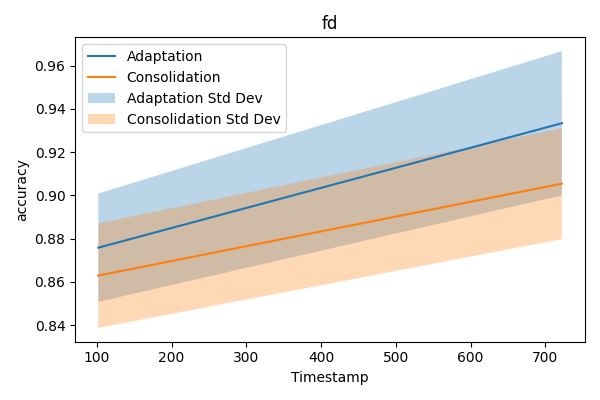 fd
Adaptation
Consolidation
Adaptation Std Dev
Consolidation Std Dev
accuracy
0.96
0.94
0.92
0.90
0.88
0.86
0.84
100 200 300 400 500 600 700
Timestamp